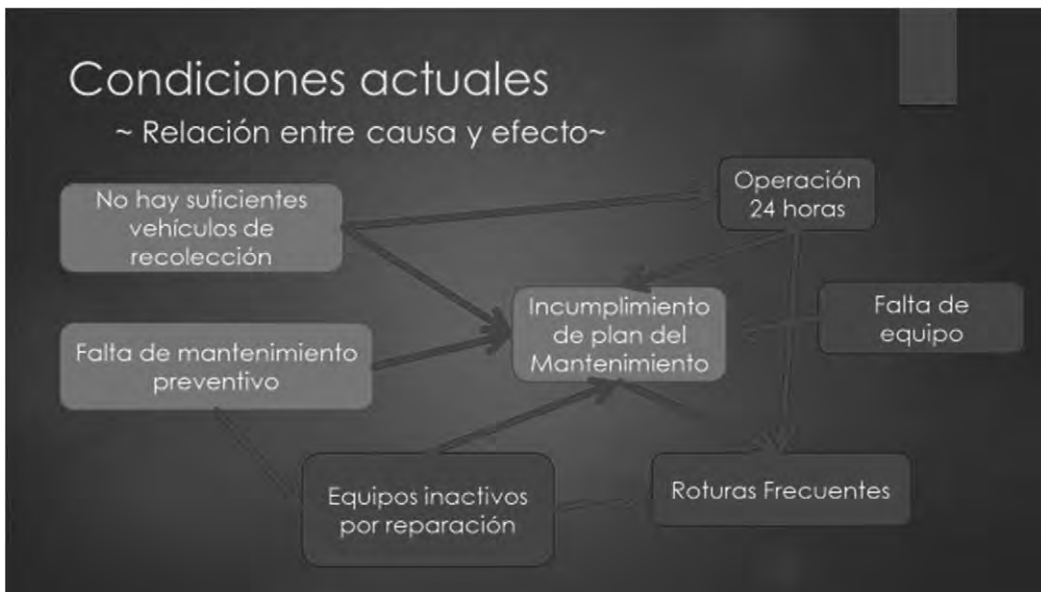 Condiciones actuales
~ Relación entre causa y efecto~
No hay suficientes
vehículos de
recolección
Operación
24 horas
Incumplimiento
de plan del
Mantenimiento
Falta de
equipo
Falta de mantenimiento
preventivo
Equipos inactivos
por reparación
Roturas Frecuentes